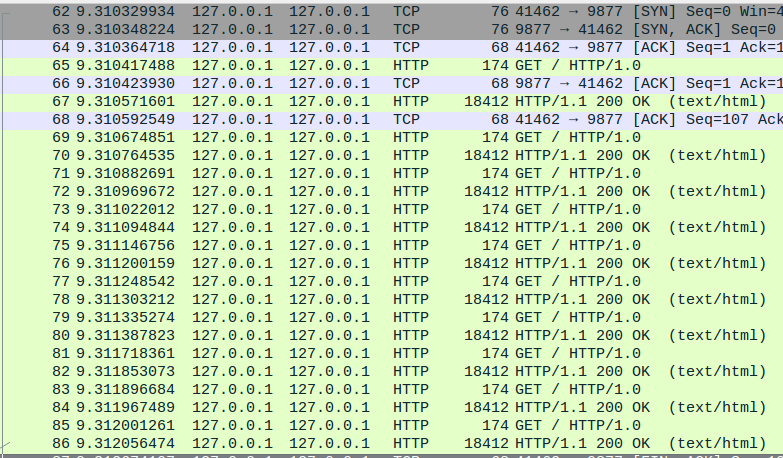 62 9.310329934 127.0.0.1 127.0.0.1 TCP 76 41462 → 9877 [SYN] Seq=0 Win=4
63 9.310348224 127.0.0.1 127.0.0.1 TCP 76 9877 → 41462 [SYN, ACK] Seq=0
64 9.310364718 127.0.0.1 127.0.0.1 TCP 68 41462 → 9877 [ACK] Seq=1 Ack=1
65 9.310417488 127.0.0.1 127.0.0.1 HTTP 174 GET / HTTP/1.0
66 9.310423930 127.0.0.1 127.0.0.1 TCP 68 9877 → 41462 [ACK] Seq=1 Ack=1
67 9.310571601 127.0.0.1 127.0.0.1 HTTP 18412 HTTP/1.1 200 OK (text/html)
68 9.310592549 127.0.0.1 127.0.0.1 TCP 68 41462 → 9877 [ACK] Seq=107 Ack
69 9.310674851 127.0.0.1 127.0.0.1 HTTP 174 GET / HTTP/1.0
70 9.310764535 127.0.0.1 127.0.0.1 HTTP 18412 HTTP/1.1 200 OK (text/html)
71 9.310882691 127.0.0.1 127.0.0.1 HTTP 174 GET / HTTP/1.0
72 9.310969672 127.0.0.1 127.0.0.1 HTTP 18412 HTTP/1.1 200 OK (text/html)
73 9.311022012 127.0.0.1 127.0.0.1 HTTP 174 GET / HTTP/1.0
74 9.311094844 127.0.0.1 127.0.0.1 HTTP 18412 HTTP/1.1 200 OK (text/html)
75 9.311146756 127.0.0.1 127.0.0.1 HTTP 174 GET / HTTP/1.0
76 9.311200159 127.0.0.1 127.0.0.1 HTTP 18412 HTTP/1.1 200 OK (text/html)
77 9.311248542 127.0.0.1 127.0.0.1 HTTP 174 GET / HTTP/1.0
78 9.311303212 127.0.0.1 127.0.0.1 HTTP 18412 HTTP/1.1 200 OK (text/html)
79 9.311335274 127.0.0.1 127.0.0.1 HTTP 174 GET / HTTP/1.0
80 9.311387823 127.0.0.1 127.0.0.1 HTTP 18412 HTTP/1.1 200 OK (text/html)
81 9.311718361 127.0.0.1 127.0.0.1 HTTP 174 GET / HTTP/1.0
82 9.311853073 127.0.0.1 127.0.0.1 HTTP 18412 HTTP/1.1 200 OK (text/html)
83 9.311896684 127.0.0.1 127.0.0.1 HTTP 174 GET / HTTP/1.0
84 9.311967489 127.0.0.1 127.0.0.1 HTTP 18412 HTTP/1.1 200 OK (text/html)
85 9.312001261 127.0.0.1 127.0.0.1 HTTP 174 GET / HTTP/1.0
86 9.312056474 127.0.0.1 127.0.0.1 HTTP 18412 HTTP/1.1 200 OK (text/html)